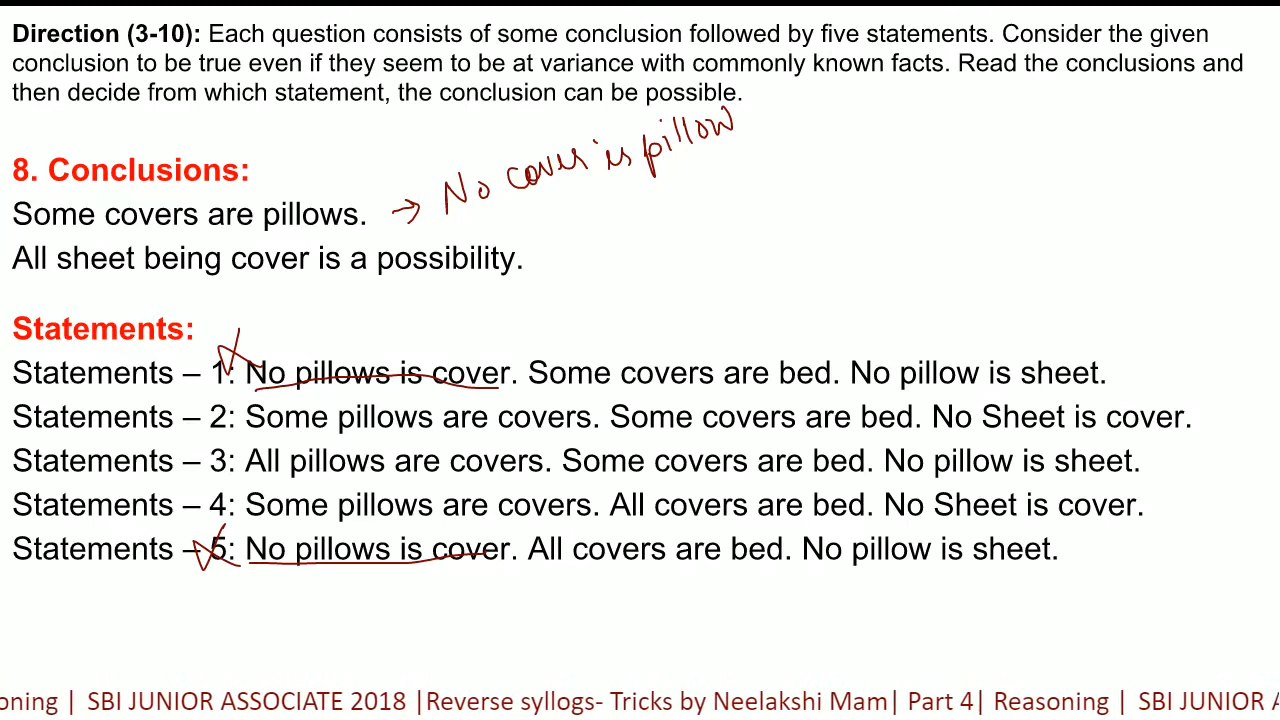 Direction (3-10): Each question consists of some conclusion followed by five statements. Consider the given
conclusion to be true even if they seem to be at variance with commonly known facts. Read the conclusions and
then decide from which statement, the conclusion can be possible.
8. Conclusions:
Some covers are pillows. → No cover is pillow
All sheet being cover is a possibility.
Statements:
Statements – 1: No pillows is cover. Some covers are bed. No pillow is sheet.
Statements – 2: Some pillows are covers. Some covers are bed. No Sheet is cover.
Statements – 3: All pillows are covers. Some covers are bed. No pillow is sheet.
Statements – 4: Some pillows are covers. All covers are bed. No Sheet is cover.
Statements – 5: No pillows is cover. All covers are bed. No pillow is sheet.
oning | SBI JUNIOR ASSOCIATE 2018 |Reverse syllogs- Tricks by Neelakshi Mam| Part 4| Reasoning | SBI JUNIOR A